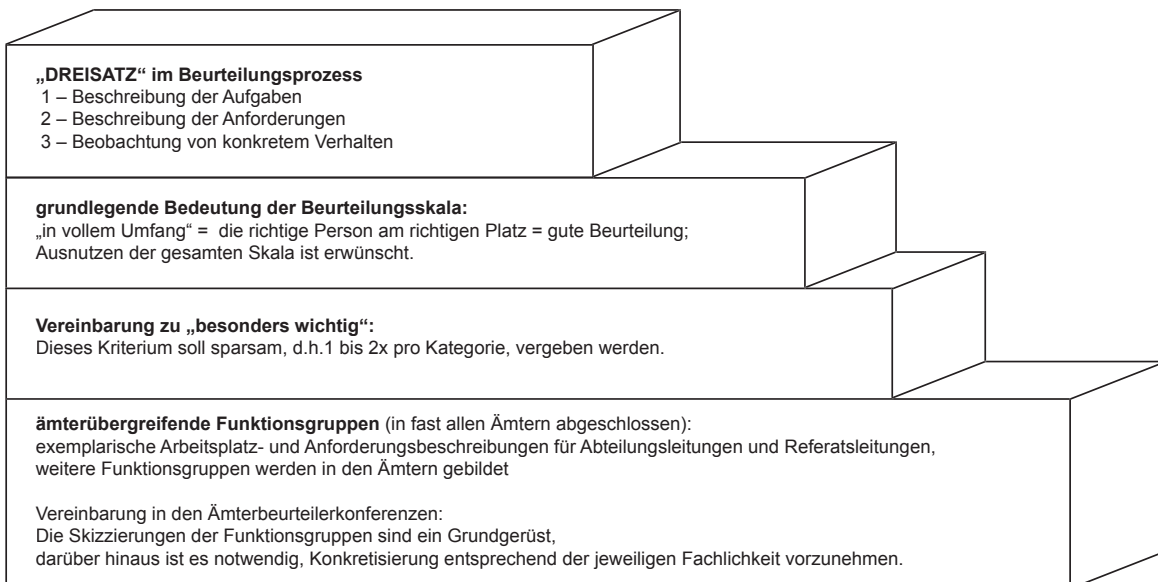 „DREISATZ“ im Beurteilungsprozess
1 – Beschreibung der Aufgaben
2 – Beschreibung der Anforderungen
3 – Beobachtung von konkretem Verhalten
grundlegende Bedeutung der Beurteilungsskala:
„in vollem Umfang“ = die richtige Person am richtigen Platz = gute Beurteilung;
Ausnutzen der gesamten Skala ist erwünscht.
Vereinbarung zu „besonders wichtig“:
Dieses Kriterium soll sparsam, d.h.1 bis 2x pro Kategorie, vergeben werden.
ämterübergreifende Funktionsgruppen (in fast allen Ämtern abgeschlossen):
exemplarische Arbeitsplatz- und Anforderungsbeschreibungen für Abteilungsleitungen und Referatsleitungen,
weitere Funktionsgruppen werden in den Ämtern gebildet
Vereinbarung in den Ämterbeurteilerkonferenzen:
Die Skizzierungen der Funktionsgruppen sind ein Grundgerüst,
darüber hinaus ist es notwendig, Konkretisierung entsprechend der jeweiligen Fachlichkeit vorzunehmen.